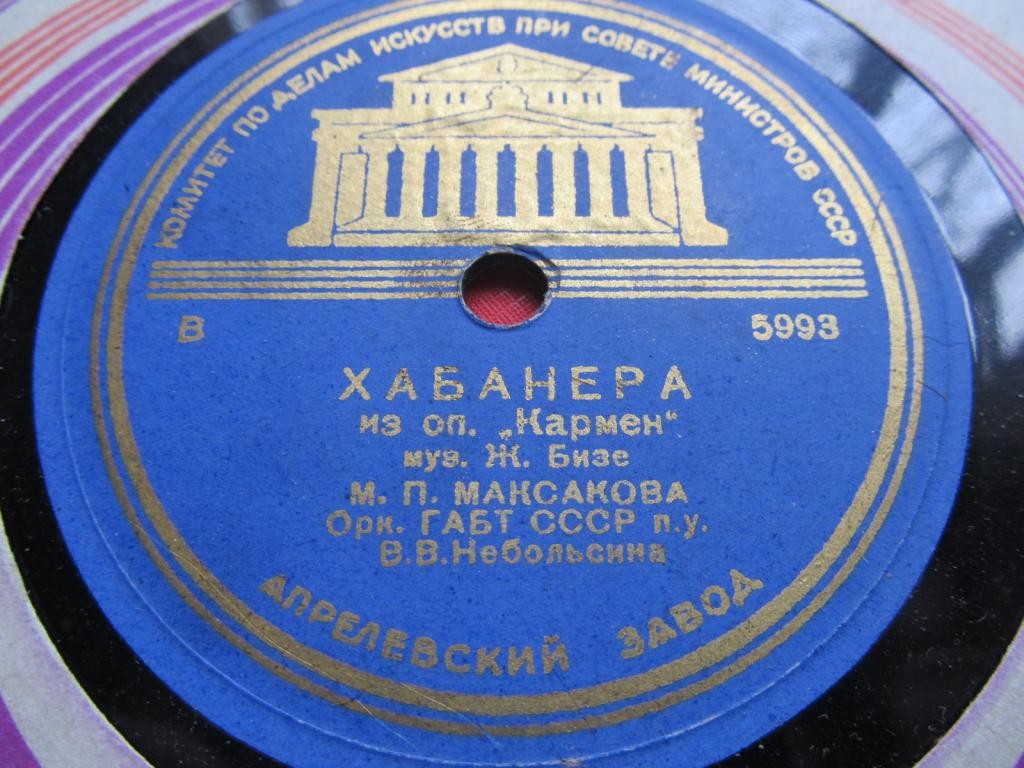 КОМИТЕТ ПО ДЕЛАМ ИСКУССТВ ПРИ СОВЕТЕ МИНИСТРОВ СССР
В 5993
ХАБАНЕРА
из оп. „Кармен“
муз. Ж. Бизе
М. П. МАКСАКОВА
Орк. ГАБТ СССР п.у.
В.В.Небольсина
АПРЕЛЕВСКИЙ ЗАВОД